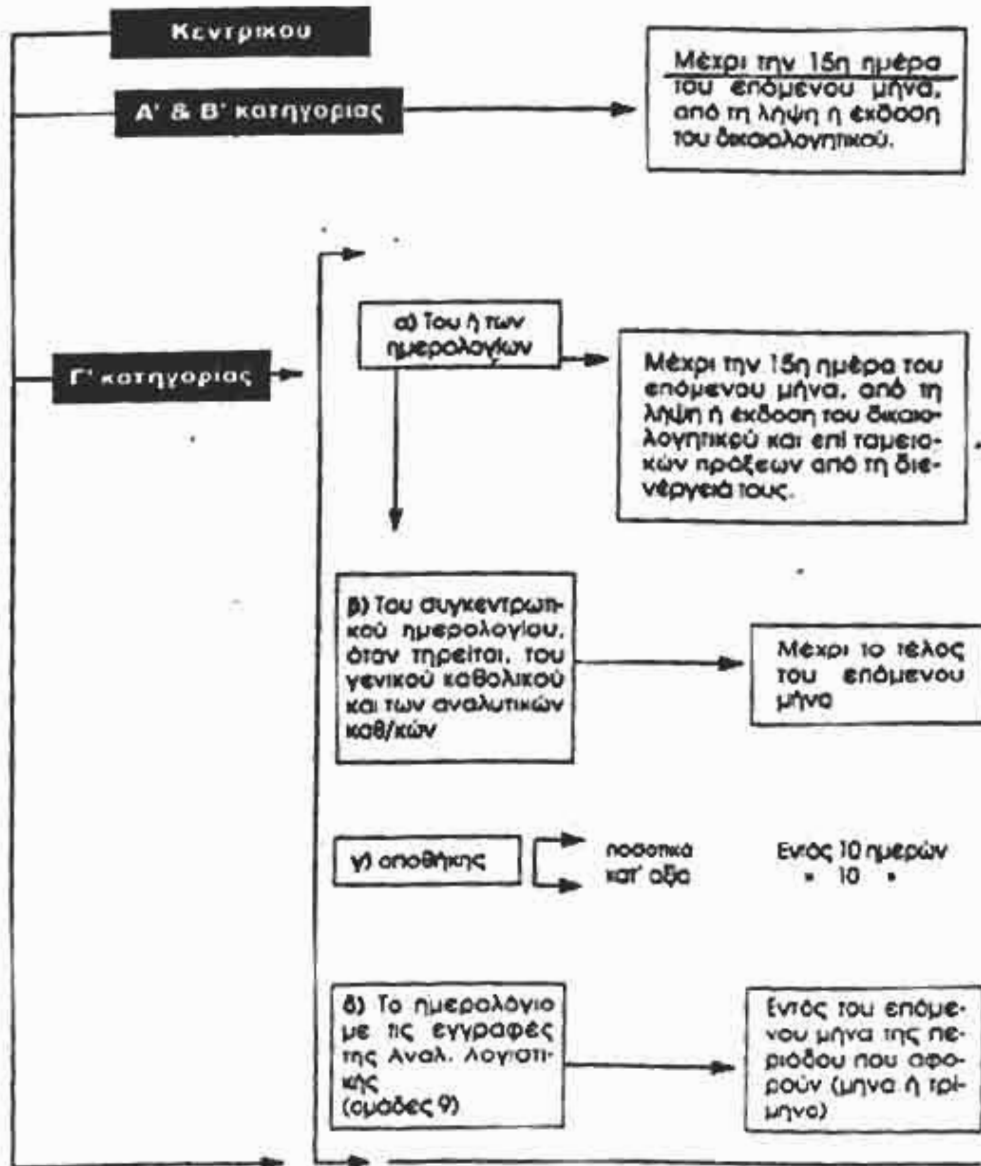 Κεντρικου
Α' & Β' κατηγοριας
Μέχρι την 15η ημέρα
του επόμενου μήνα,
από τη λήψη ή έκδοση
του δικαιολογητικού.
Γ' κατηγοριας
α) Του ή των
ημερολογίων
Μέχρι την 15η ημέρα του
επόμενου μήνα, από τη
λήψη ή έκδοση του δικαιο-
λογητικού και επί ταμεια-
κών πράξεων από τη διε-
νέργειά τους.
β) Του συγκεντρωτι-
κού ημερολογίου,
όταν τηρείται, του
γενικού καθολικού
και των αναλυτικών
καθ/κών
Μέχρι το τέλος
του επόμενου
μήνα
γ) αποθήκης
ποσοτικά Εντός 10 ημερών
κατ' αξία " 10 "
δ) Το ημερολόγιο
με τις εγγραφές
της Αναλ. Λογιστι-
κής
(ομάδες 9)
Εντός του επόμε-
νου μήνα της πε-
ριόδου που αφο-
ρούν (μηνα ή τρί-
μηνο)